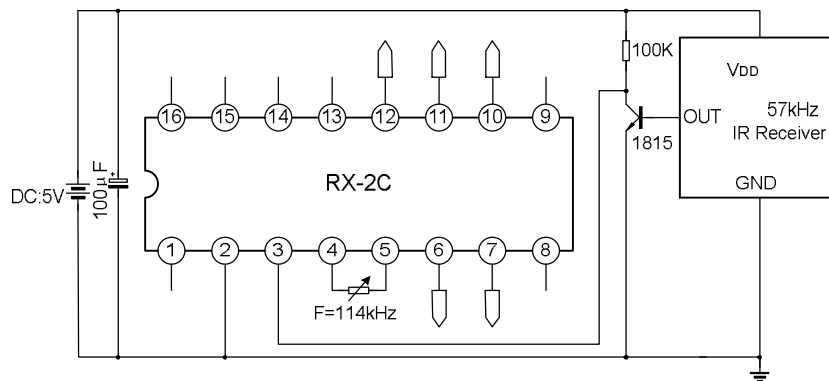 100K
VDD
16
15
14
13
12
11
10
9
57kHz
OUT
IR Receiver
1815
RX-2C
GND
DC:5V
100μF
+
1
2
3
4
5
6
7
8
F=114kHz